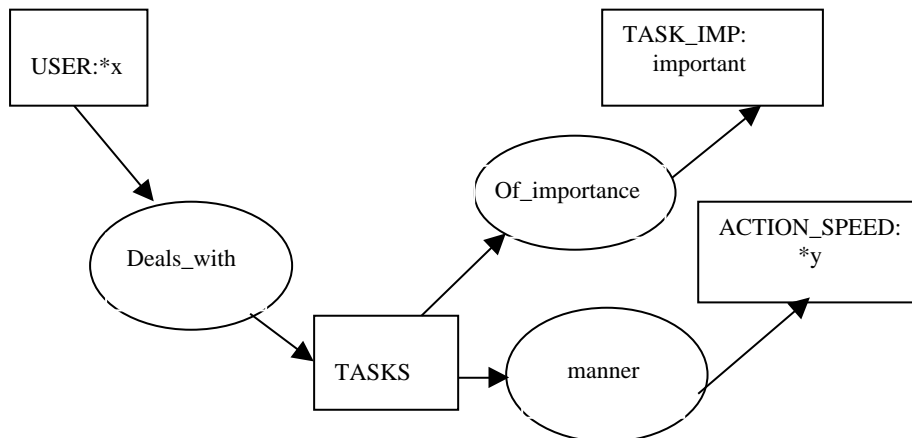 USER:*x
TASK_IMP:
important
Of_importance
Deals_with
ACTION_SPEED:
*y
TASKS
manner